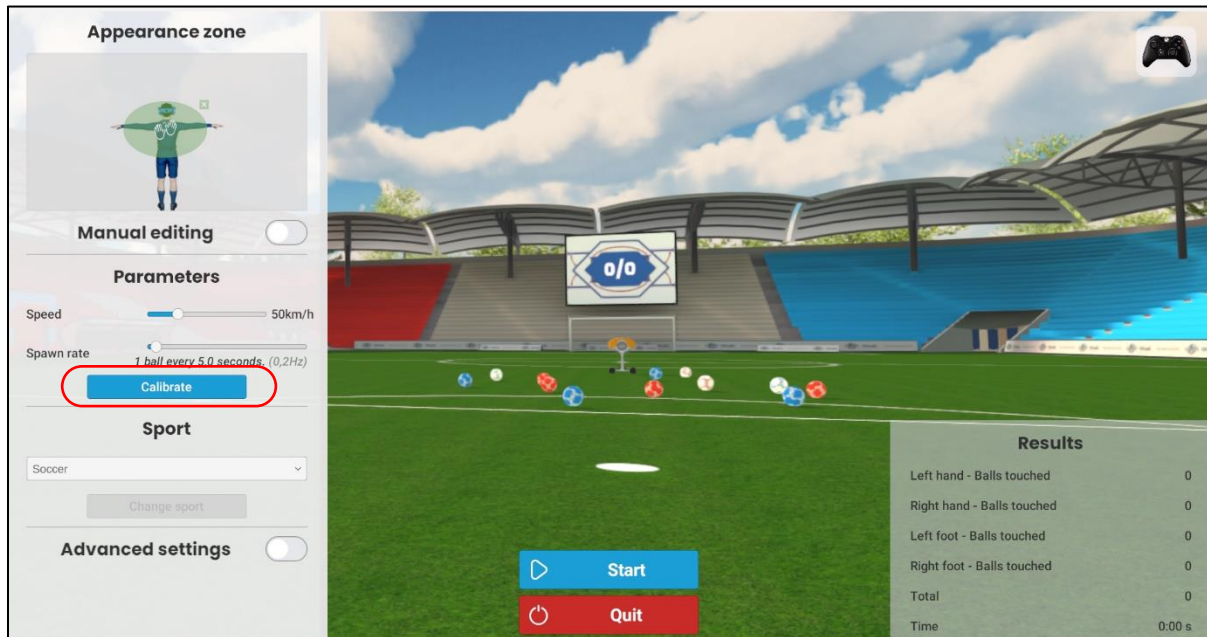 Appearance zone
Manual editing
Parameters
Speed 50km/h
Spawn rate
1 ball every 5.0 seconds. (0,2Hz)
Calibrate
Sport
Soccer
Change sport
Advanced settings
0/0
Start
Quit
Results
Left hand - Balls touched 0
Right hand - Balls touched 0
Left foot - Balls touched 0
Right foot - Balls touched 0
Total 0
Time 0:00 s